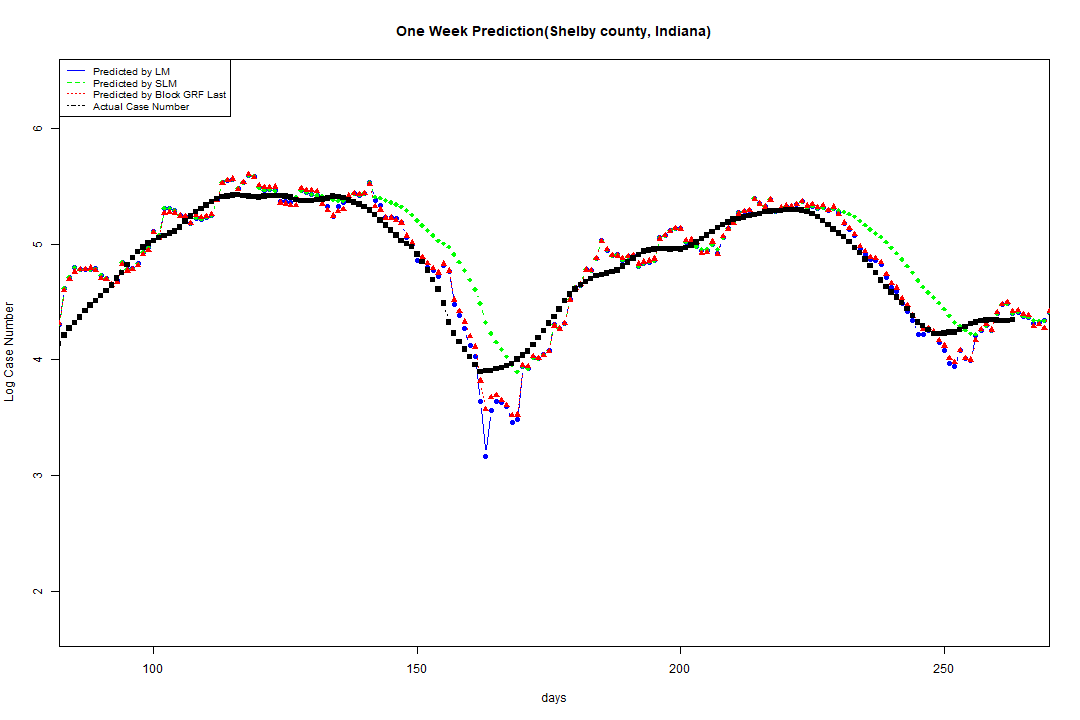 One Week Prediction(Shelby county, Indiana)
Predicted by LM
Predicted by SLM
Predicted by Block GRF Last
Actual Case Number
Log Case Number
6
5
4
3
2
100
150
200
250
days